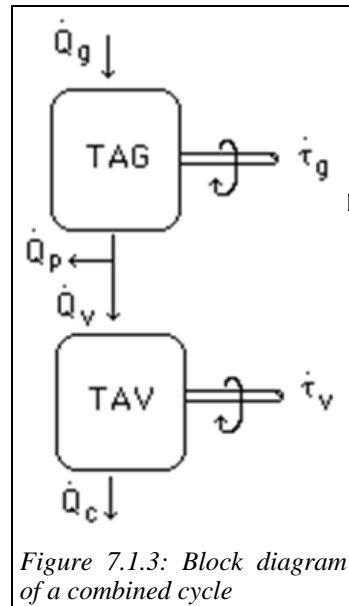 Q̇g
TAG
τ̇g
Q̇p
Q̇v
TAV
τ̇v
Q̇c
Figure 7.1.3: Block diagram
of a combined cycle